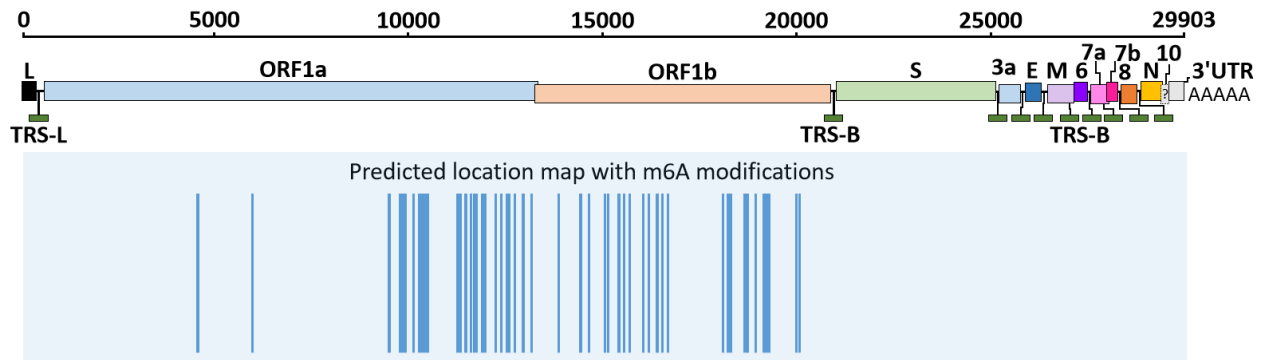 0 5000 10000 15000 20000 25000 29903
7a 7b 10
L ORF1a ORF1b S 3a E M 6 8 N 3'UTR
? AAAAA
TRS-L TRS-B TRS-B
Predicted location map with m6A modifications